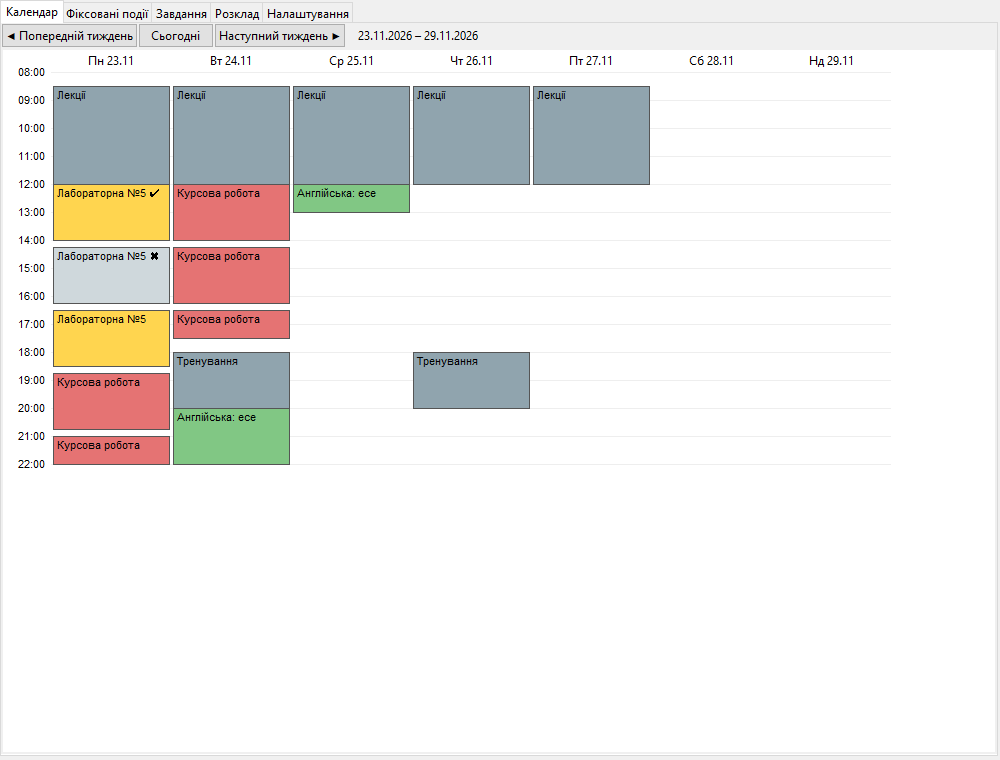 Календар Фіксовані події Завдання Розклад Налаштування
◄ Попередній тиждень Сьогодні Наступний тиждень ► 23.11.2026 – 29.11.2026
Пн 23.11 Вт 24.11 Ср 25.11 Чт 26.11 Пт 27.11 Сб 28.11 Нд 29.11
08:00
Лекції Лекції Лекції Лекції Лекції
09:00
10:00
11:00
12:00
Лабораторна №5 ✔ Курсова робота Англійська: есе
13:00
14:00
Лабораторна №5 ✖ Курсова робота
15:00
16:00
Лабораторна №5 Курсова робота
17:00
18:00
Тренування Тренування
19:00
Курсова робота
20:00
Англійська: есе
21:00
Курсова робота
22:00